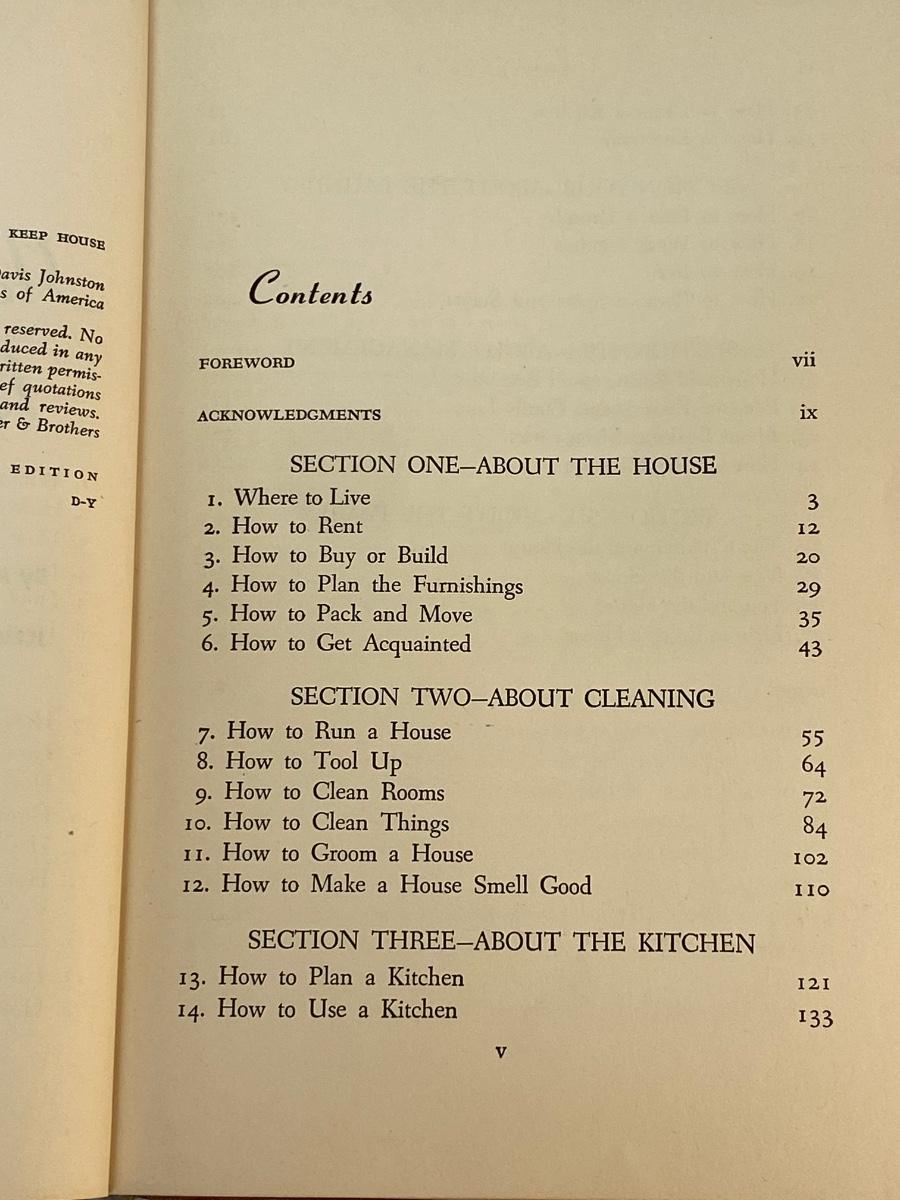 KEEP HOUSE
avis Johnston
s of America
reserved. No
duced in any
ritten permis-
ef quotations
and reviews.
er & Brothers
EDITION
D-Y
Contents
FOREWORD vii
ACKNOWLEDGMENTS ix
SECTION ONE—ABOUT THE HOUSE
1. Where to Live 3
2. How to Rent 12
3. How to Buy or Build 20
4. How to Plan the Furnishings 29
5. How to Pack and Move 35
6. How to Get Acquainted 43
SECTION TWO—ABOUT CLEANING
7. How to Run a House 55
8. How to Tool Up 64
9. How to Clean Rooms 72
10. How to Clean Things 84
11. How to Groom a House 102
12. How to Make a House Smell Good 110
SECTION THREE—ABOUT THE KITCHEN
13. How to Plan a Kitchen 121
14. How to Use a Kitchen 133
v